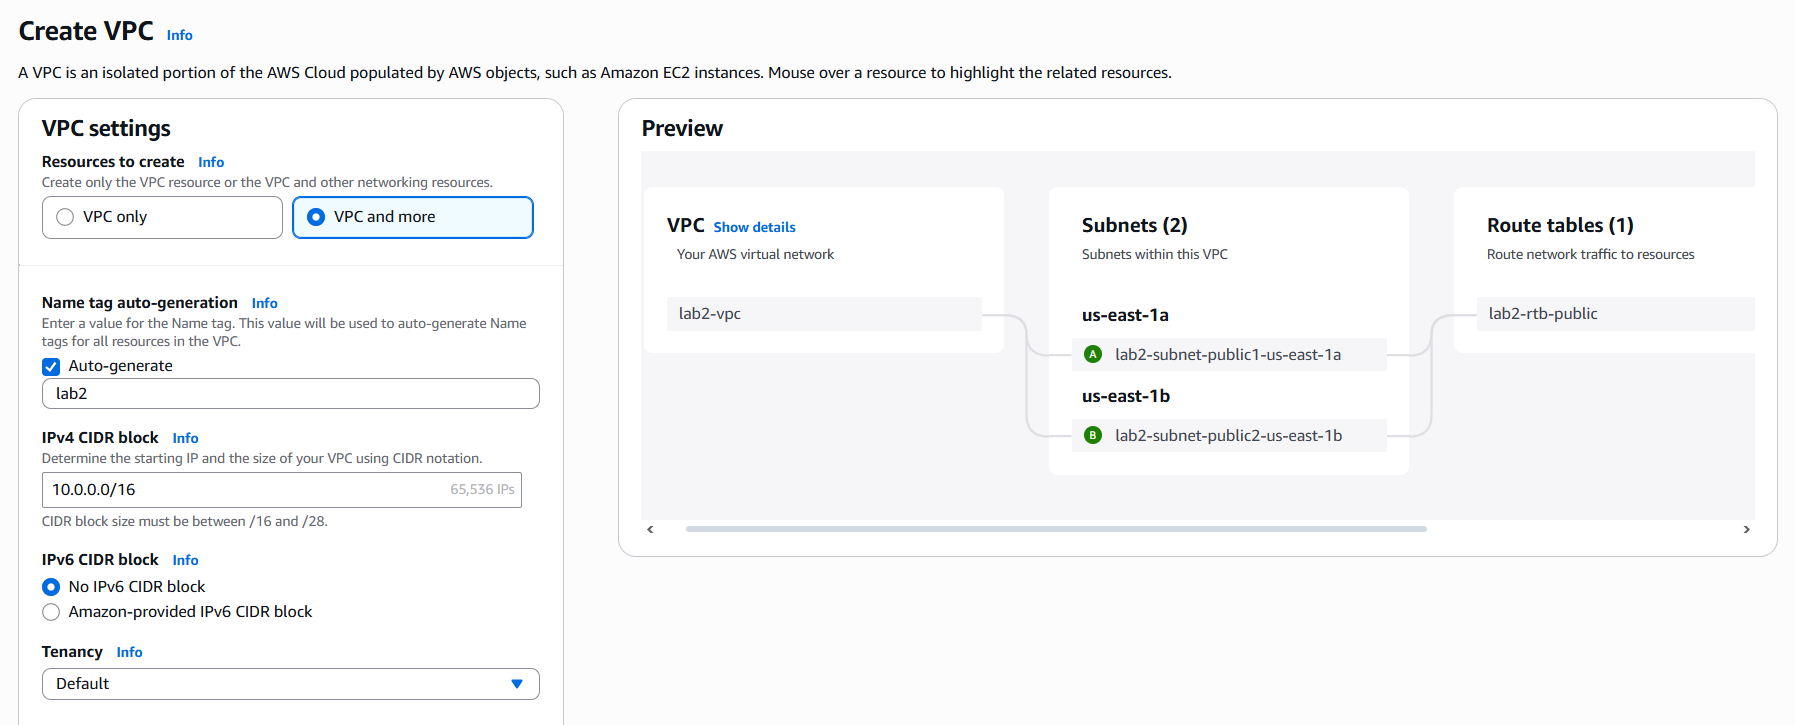 Create VPC Info
A VPC is an isolated portion of the AWS Cloud populated by AWS objects, such as Amazon EC2 instances. Mouse over a resource to highlight the related resources.
VPC settings
Resources to create Info
Create only the VPC resource or the VPC and other networking resources.
VPC only
VPC and more
Name tag auto-generation Info
Enter a value for the Name tag. This value will be used to auto-generate Name
tags for all resources in the VPC.
Auto-generate
lab2
IPv4 CIDR block Info
Determine the starting IP and the size of your VPC using CIDR notation.
10.0.0.0/16 65,536 IPs
CIDR block size must be between /16 and /28.
IPv6 CIDR block Info
No IPv6 CIDR block
Amazon-provided IPv6 CIDR block
Tenancy Info
Default
Preview
VPC Show details
Your AWS virtual network
lab2-vpc
Subnets (2)
Subnets within this VPC
us-east-1a
A lab2-subnet-public1-us-east-1a
us-east-1b
B lab2-subnet-public2-us-east-1b
Route tables (1)
Route network traffic to resources
lab2-rtb-public